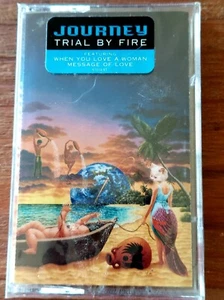 JOURNEY
TRIAL BY FIRE
FEATURING
WHEN YOU LOVE A WOMAN
MESSAGE OF LOVE